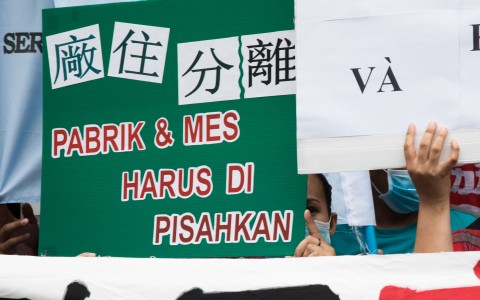 SER
廠住分離
PABRIK & MES
HARUS DI
PISAHKAN
VÀ